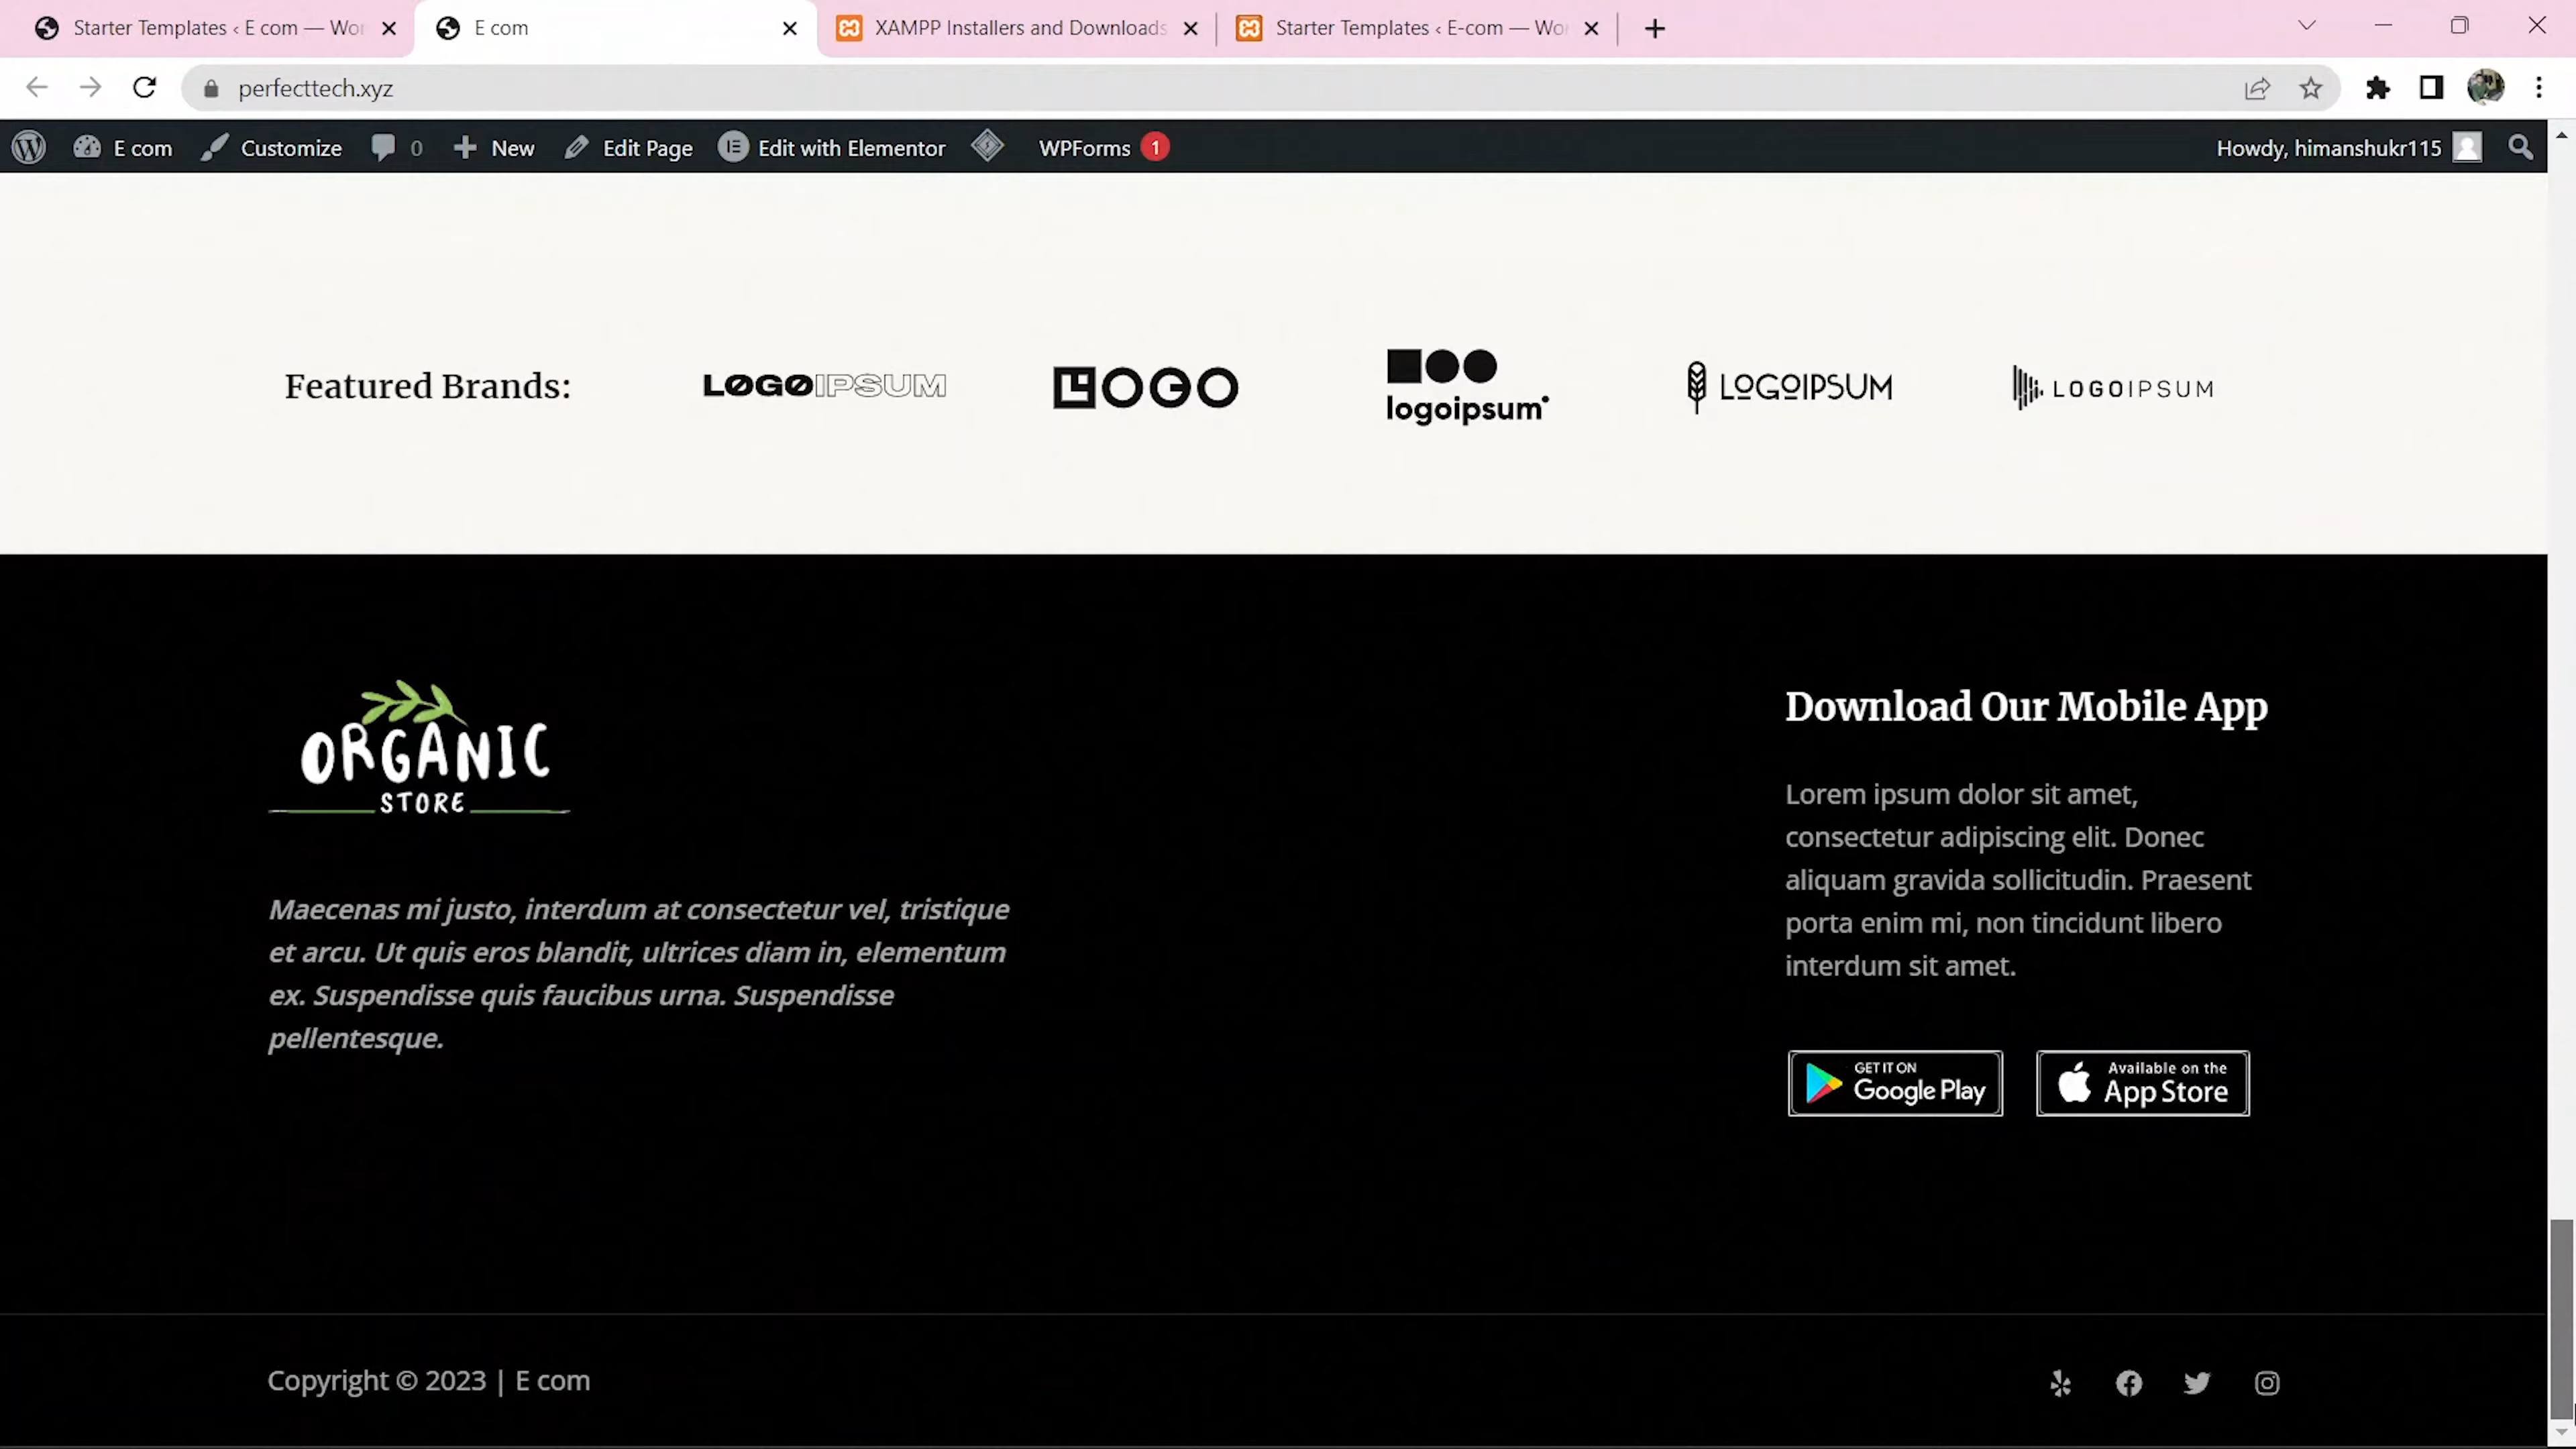 Starter Templates ‹ E com — Wor
E com
XAMPP Installers and Downloads
Starter Templates ‹ E-com — Wo
perfecttech.xyz
E com
Customize
0
New
Edit Page
Edit with Elementor
WPForms 1
Howdy, himanshukr115
Featured Brands:
LOGOIPSUM
LOGO
logoipsum
LOGOIPSUM
LOGOIPSUM
ORGANIC
STORE
Maecenas mi justo, interdum at consectetur vel, tristique
et arcu. Ut quis eros blandit, ultrices diam in, elementum
ex. Suspendisse quis faucibus urna. Suspendisse
pellentesque.
Download Our Mobile App
Lorem ipsum dolor sit amet,
consectetur adipiscing elit. Donec
aliquam gravida sollicitudin. Praesent
porta enim mi, non tincidunt libero
interdum sit amet.
GET IT ON
Google Play
Available on the
App Store
Copyright © 2023 | E com